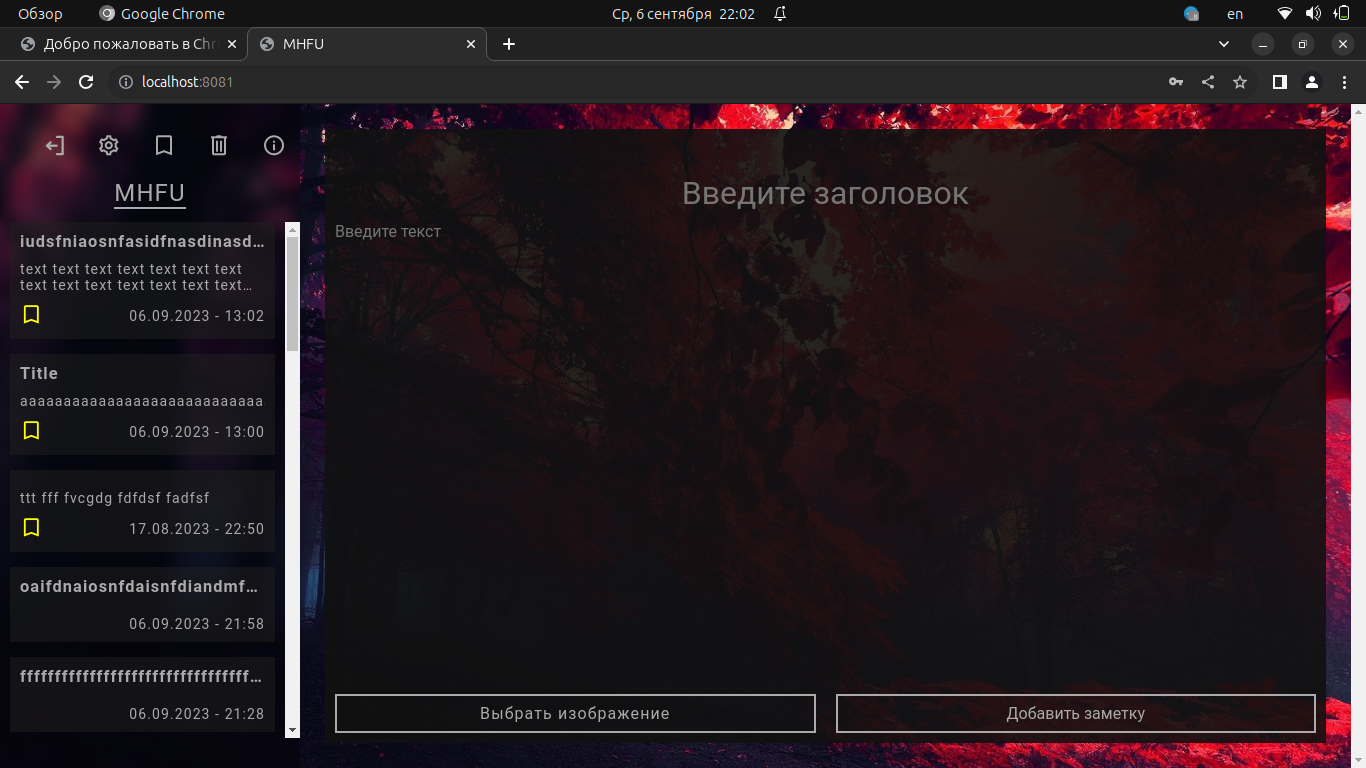 Обзор
Google Chrome
Ср, 6 сентября 22:02
en
Добро пожаловать в Chr
MHFU
localhost:8081
MHFU
iudsfniaosnfasidfnasdinasd…
text text text text text text text
text text text text text text text…
06.09.2023 - 13:02
Title
aaaaaaaaaaaaaaaaaaaaaaaaaaaa
06.09.2023 - 13:00
ttt fff fvcgdg fdfdsf fadfsf
17.08.2023 - 22:50
oaifdnaiosnfdaisnfdiandmf…
06.09.2023 - 21:58
ffffffffffffffffffffffffffffffffff…
06.09.2023 - 21:28
Введите заголовок
Введите текст
Выбрать изображение
Добавить заметку